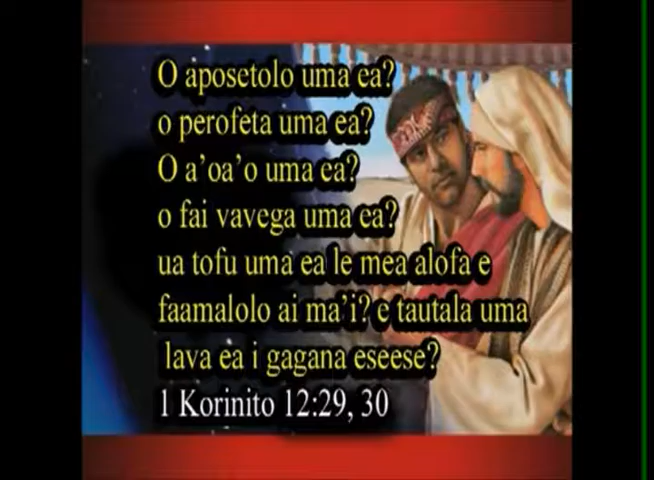 O aposetolo uma ea?
o perofeta uma ea?
O a'oa'o uma ea?
o fai vavega uma ea?
ua tofu uma ea le mea alofa e
faamalolo ai ma'i? e tautala uma
lava ea i gagana eseese?
1 Korinito 12:29, 30